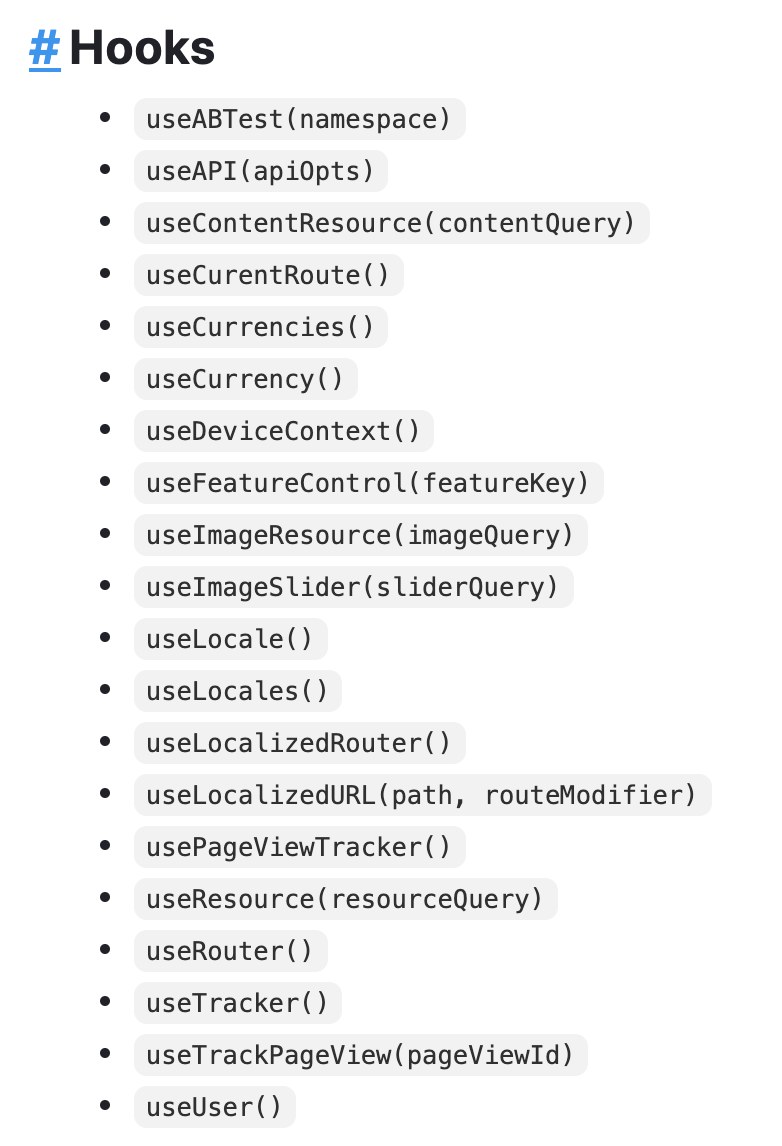 # Hooks
useABTest(namespace)
useAPI(apiOpts)
useContentResource(contentQuery)
useCurentRoute()
useCurrencies()
useCurrency()
useDeviceContext()
useFeatureControl(featureKey)
useImageResource(imageQuery)
useImageSlider(sliderQuery)
useLocale()
useLocales()
useLocalizedRouter()
useLocalizedURL(path, routeModifier)
usePageViewTracker()
useResource(resourceQuery)
useRouter()
useTracker()
useTrackPageView(pageViewId)
useUser()